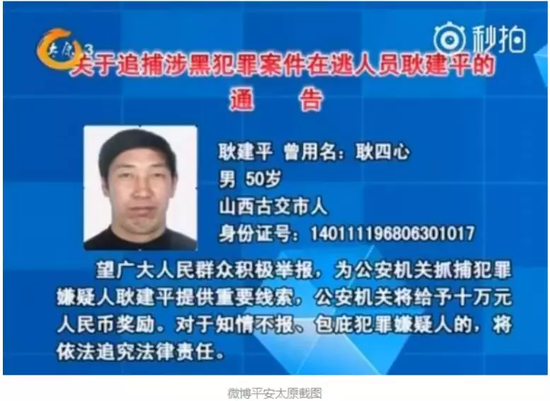 太原 3
秒拍
关于追捕涉黑犯罪案件在逃人员耿建平的
通 告
耿建平 曾用名：耿四心
男 50岁
山西古交市人
身份证号：140111196806301017
望广大人民群众积极举报，为公安机关抓捕犯罪
嫌疑人耿建平提供重要线索，公安机关将给予十万元
人民币奖励。对于知情不报、包庇犯罪嫌疑人的，将
依法追究法律责任。
微博平安太原截图